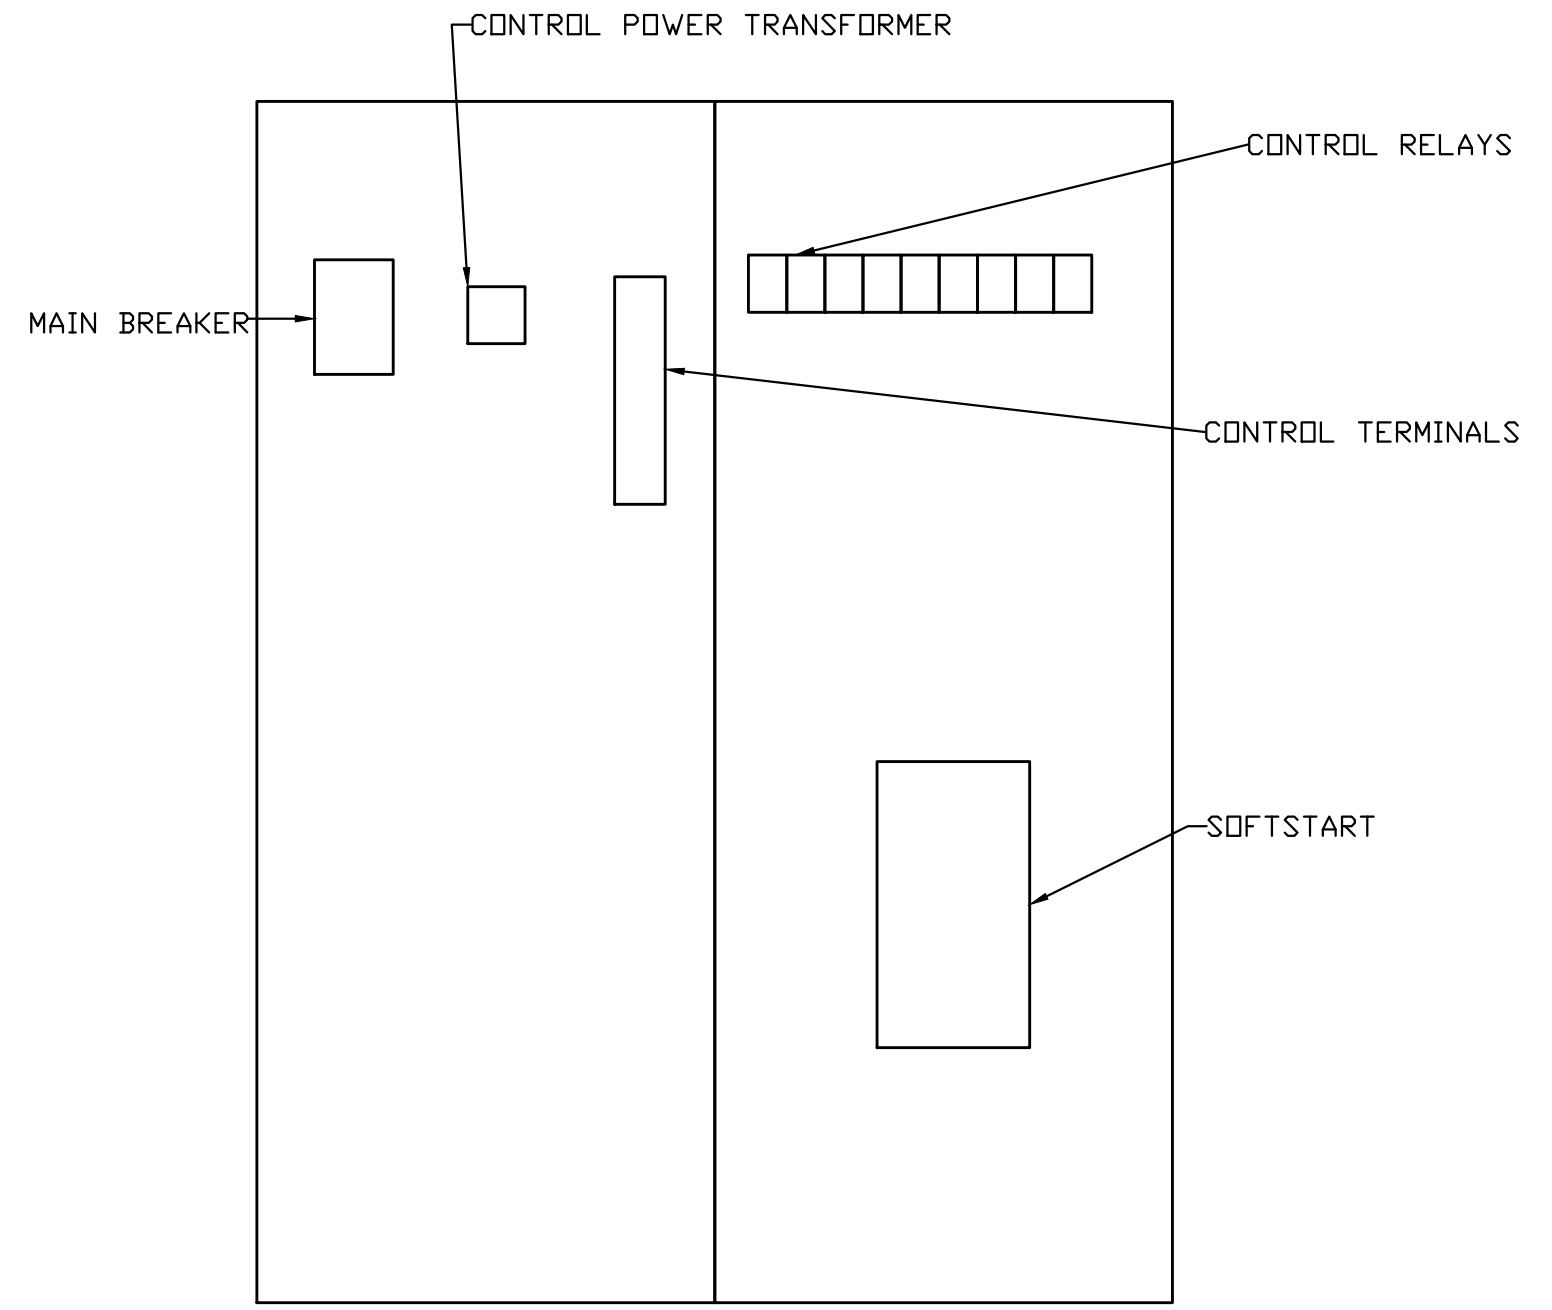 CONTROL POWER TRANSFORMER
CONTROL RELAYS
MAIN BREAKER
CONTROL TERMINALS
SOFTSTART